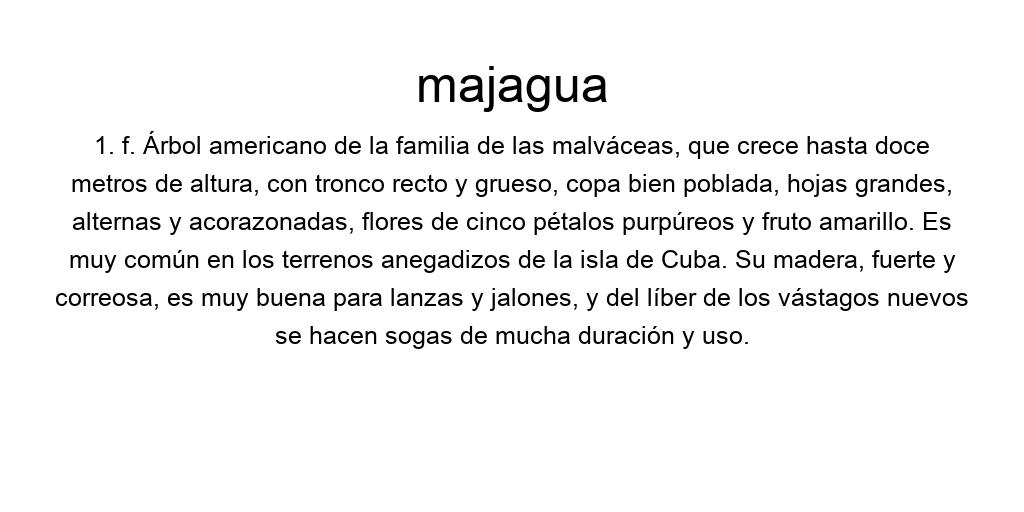 majagua
1. f. Árbol americano de la familia de las malváceas, que crece hasta doce
metros de altura, con tronco recto y grueso, copa bien poblada, hojas grandes,
alternas y acorazonadas, flores de cinco pétalos purpúreos y fruto amarillo. Es
muy común en los terrenos anegadizos de la isla de Cuba. Su madera, fuerte y
correosa, es muy buena para lanzas y jalones, y del líber de los vástagos nuevos
se hacen sogas de mucha duración y uso.